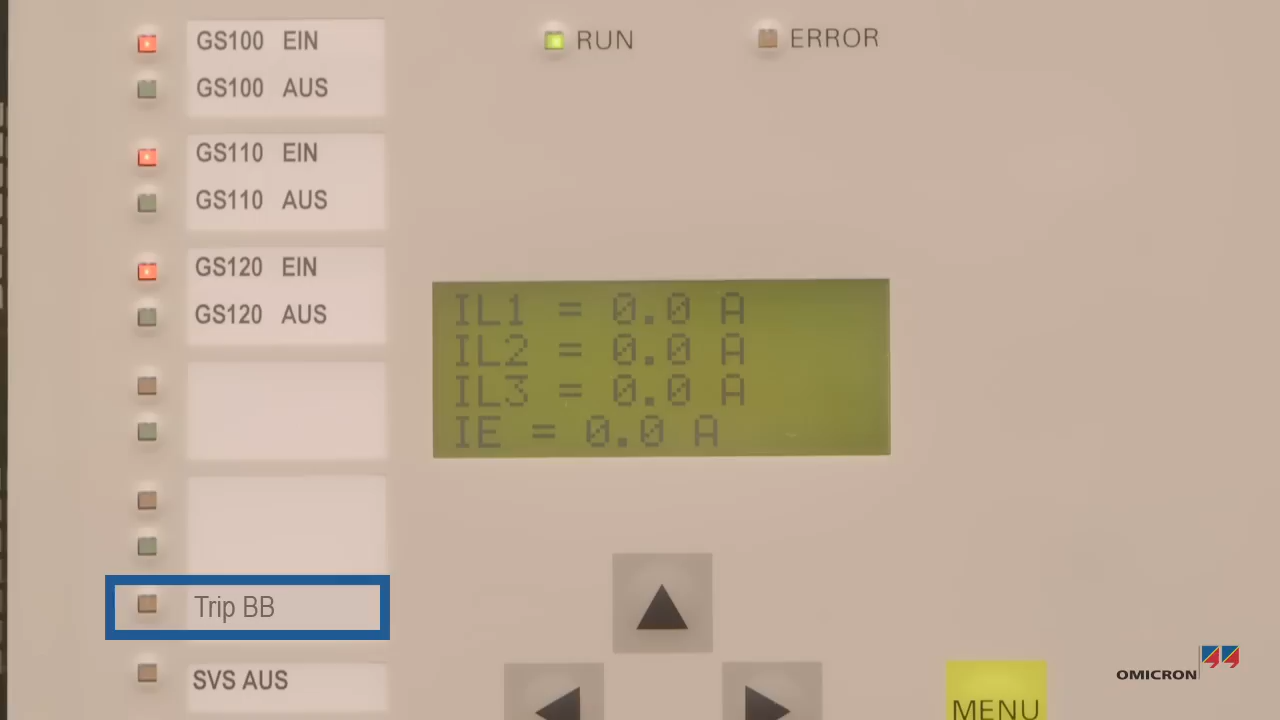 GS100 EIN
GS100 AUS
GS110 EIN
GS110 AUS
GS120 EIN
GS120 AUS
Trip BB
SVS AUS
RUN
ERROR
IL1 = 0.0 A
IL2 = 0.0 A
IL3 = 0.0 A
IE = 0.0 A
MENU
OMICRON